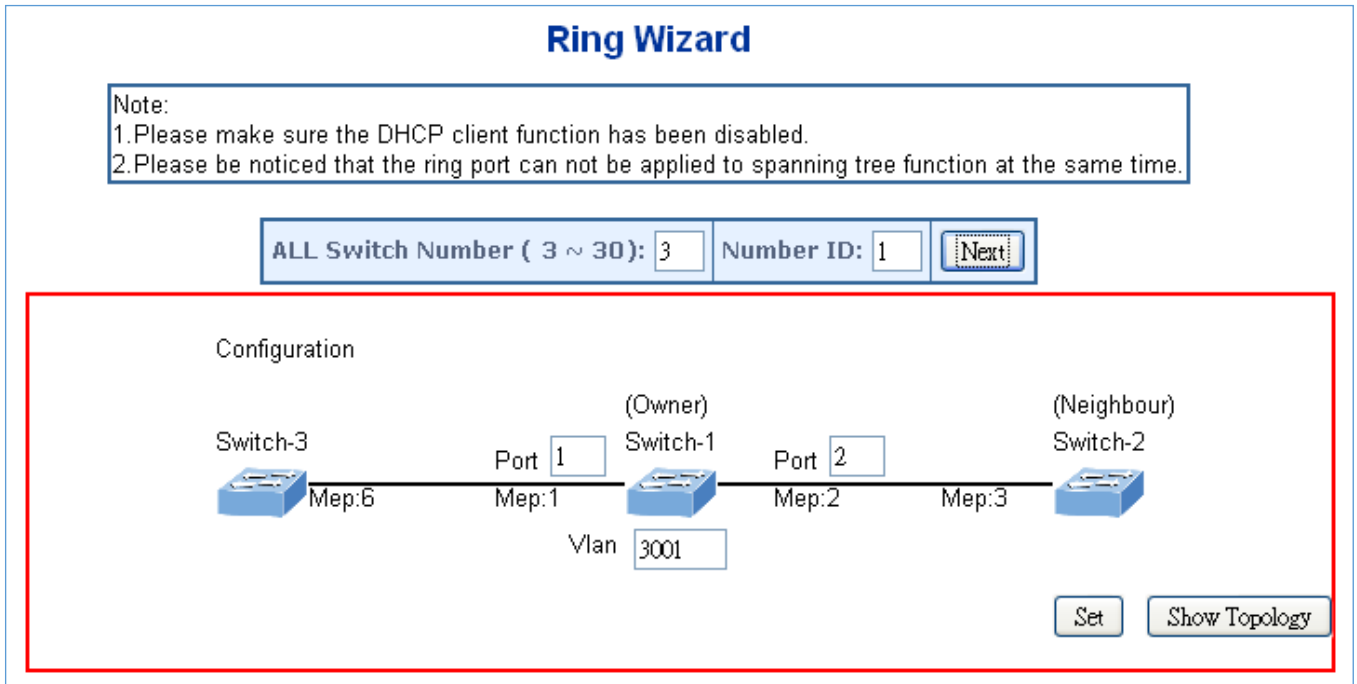 Ring Wizard
Note:
1.Please make sure the DHCP client function has been disabled.
2.Please be noticed that the ring port can not be applied to spanning tree function at the same time.
ALL Switch Number ( 3 ~ 30): 3 Number ID: 1 Next
Configuration
(Owner) (Neighbour)
Switch-3 Port 1 Switch-1 Port 2 Switch-2
Mep:6 Mep:1 Mep:2 Mep:3
Vlan 3001
Set Show Topology